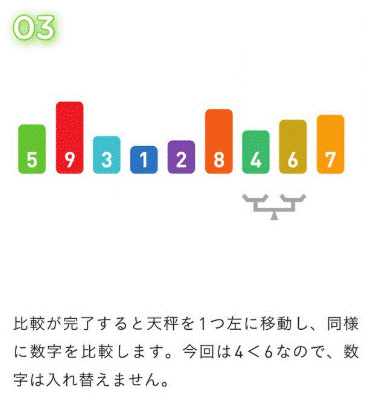 03
5 9 3 1 2 8 4 6 7
比較が完了すると天秤を1つ左に移動し、同様
に数字を比較します。今回は4<6なので、数
字は入れ替えません。